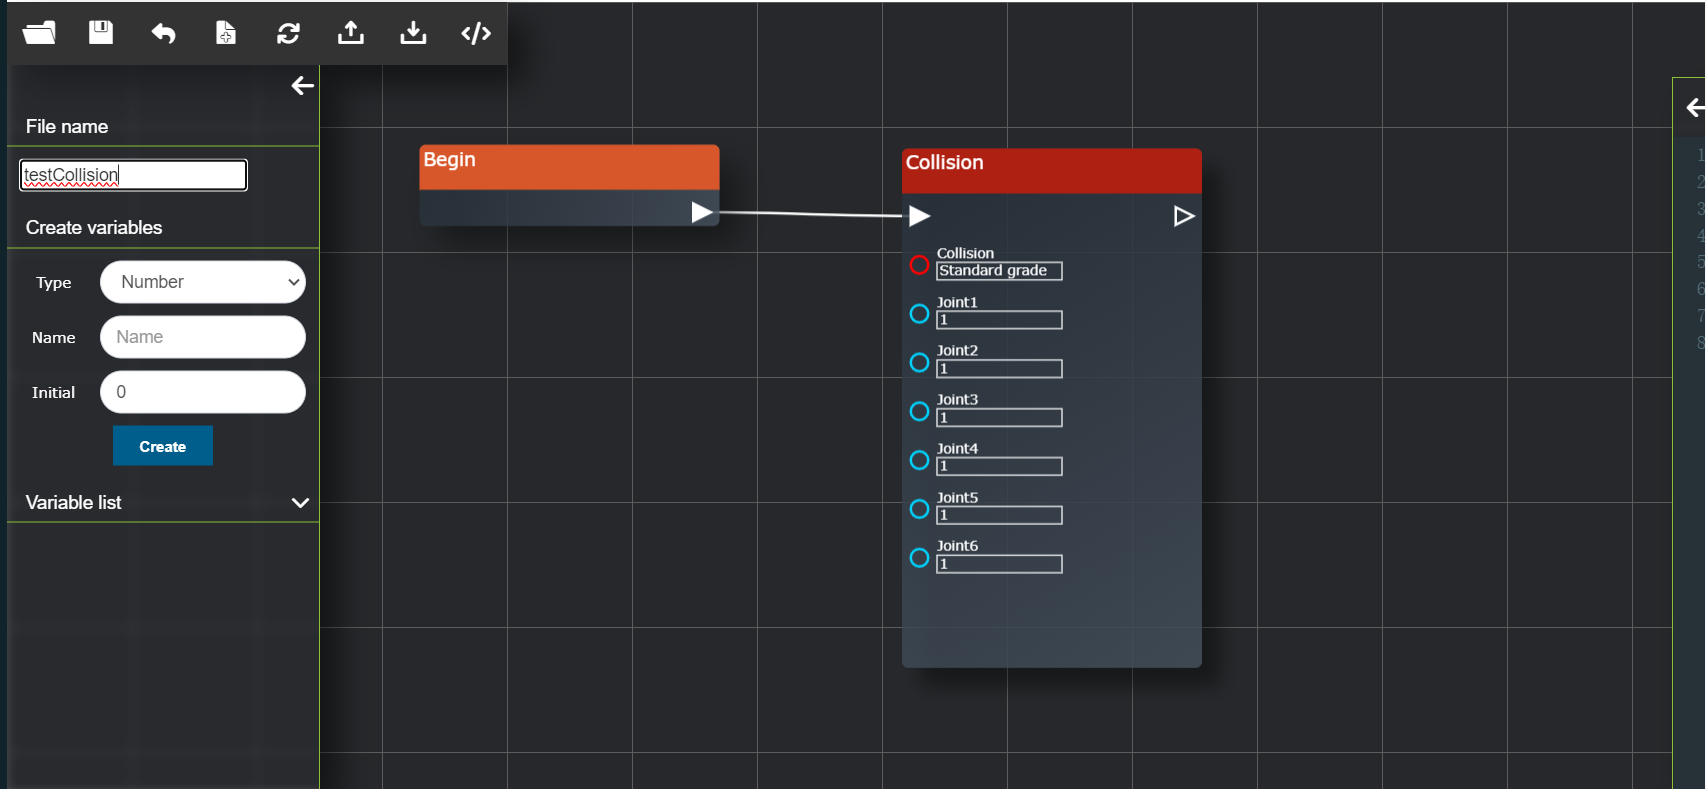 File name
testCollision
Create variables
Type Number
Name Name
Initial 0
Create
Variable list
Begin
Collision
Collision
Standard grade
Joint1
1
Joint2
1
Joint3
1
Joint4
1
Joint5
1
Joint6
1
1
2
3
4
5
6
7
8